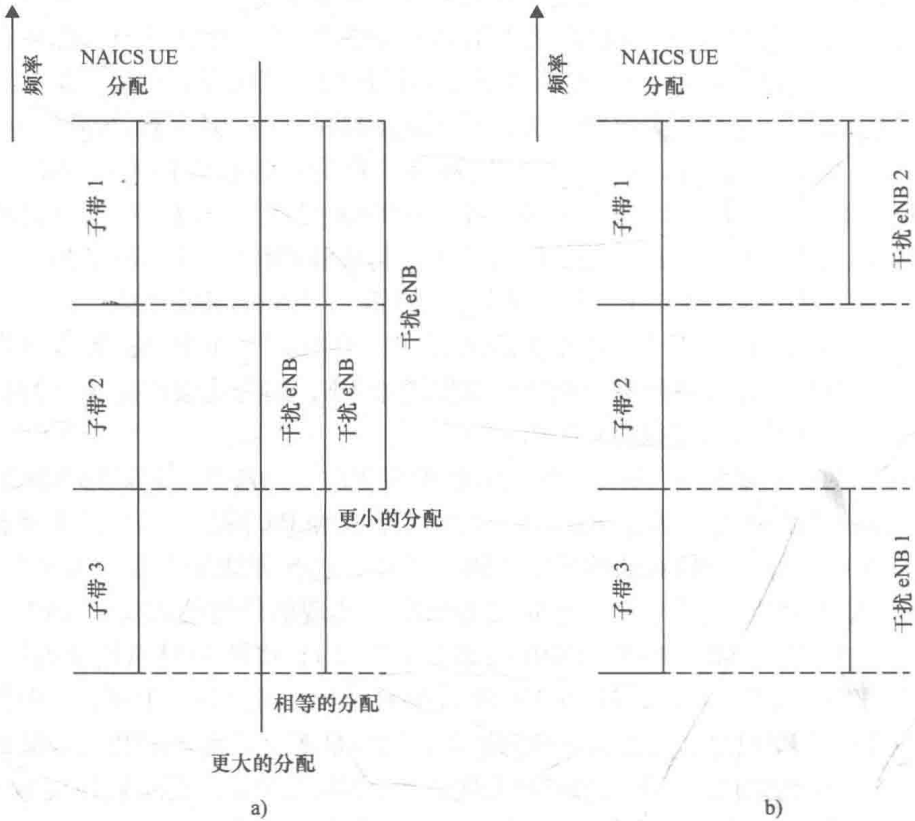 频率
NAICS UE
分配
子带 1
子带 2
子带 3
干扰 eNB
干扰 eNB
干扰 eNB
更小的分配
相等的分配
更大的分配
a)
频率
NAICS UE
分配
子带 1
子带 2
子带 3
干扰 eNB 2
干扰 eNB 1
b)